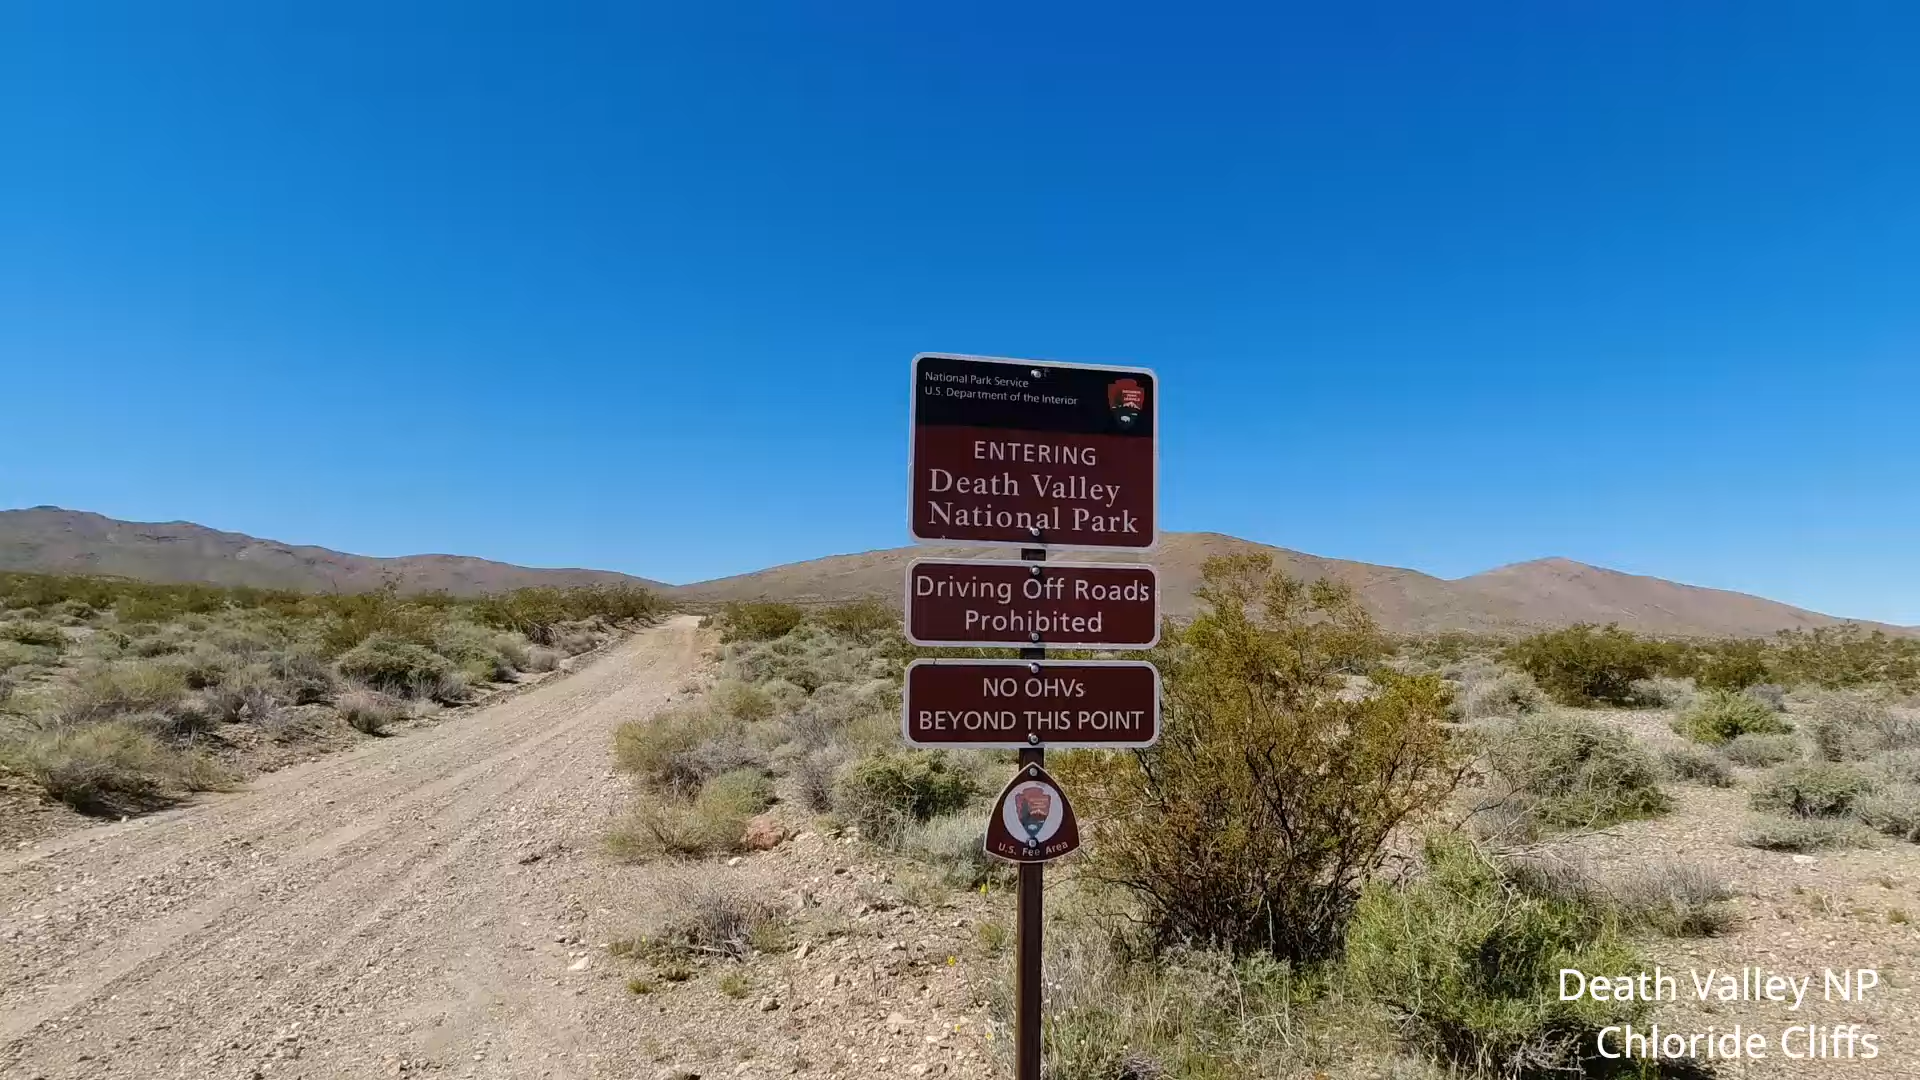 National Park Service
U.S. Department of the Interior
ENTERING
Death Valley
National Park
Driving Off Roads
Prohibited
NO OHVs
BEYOND THIS POINT
U.S. Fee Area
Death Valley NP
Chloride Cliffs